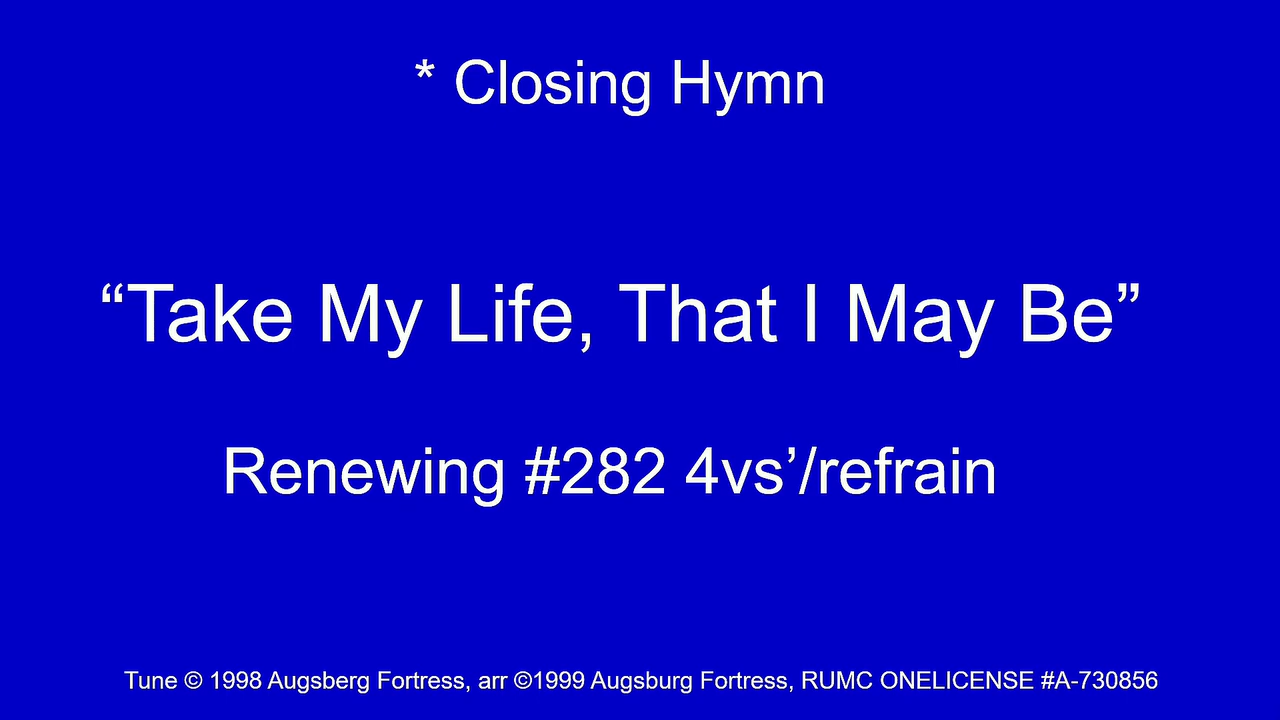 * Closing Hymn
“Take My Life, That I May Be”
Renewing #282 4vs’/refrain
Tune © 1998 Augsberg Fortress, arr ©1999 Augsburg Fortress, RUMC ONELICENSE #A-730856